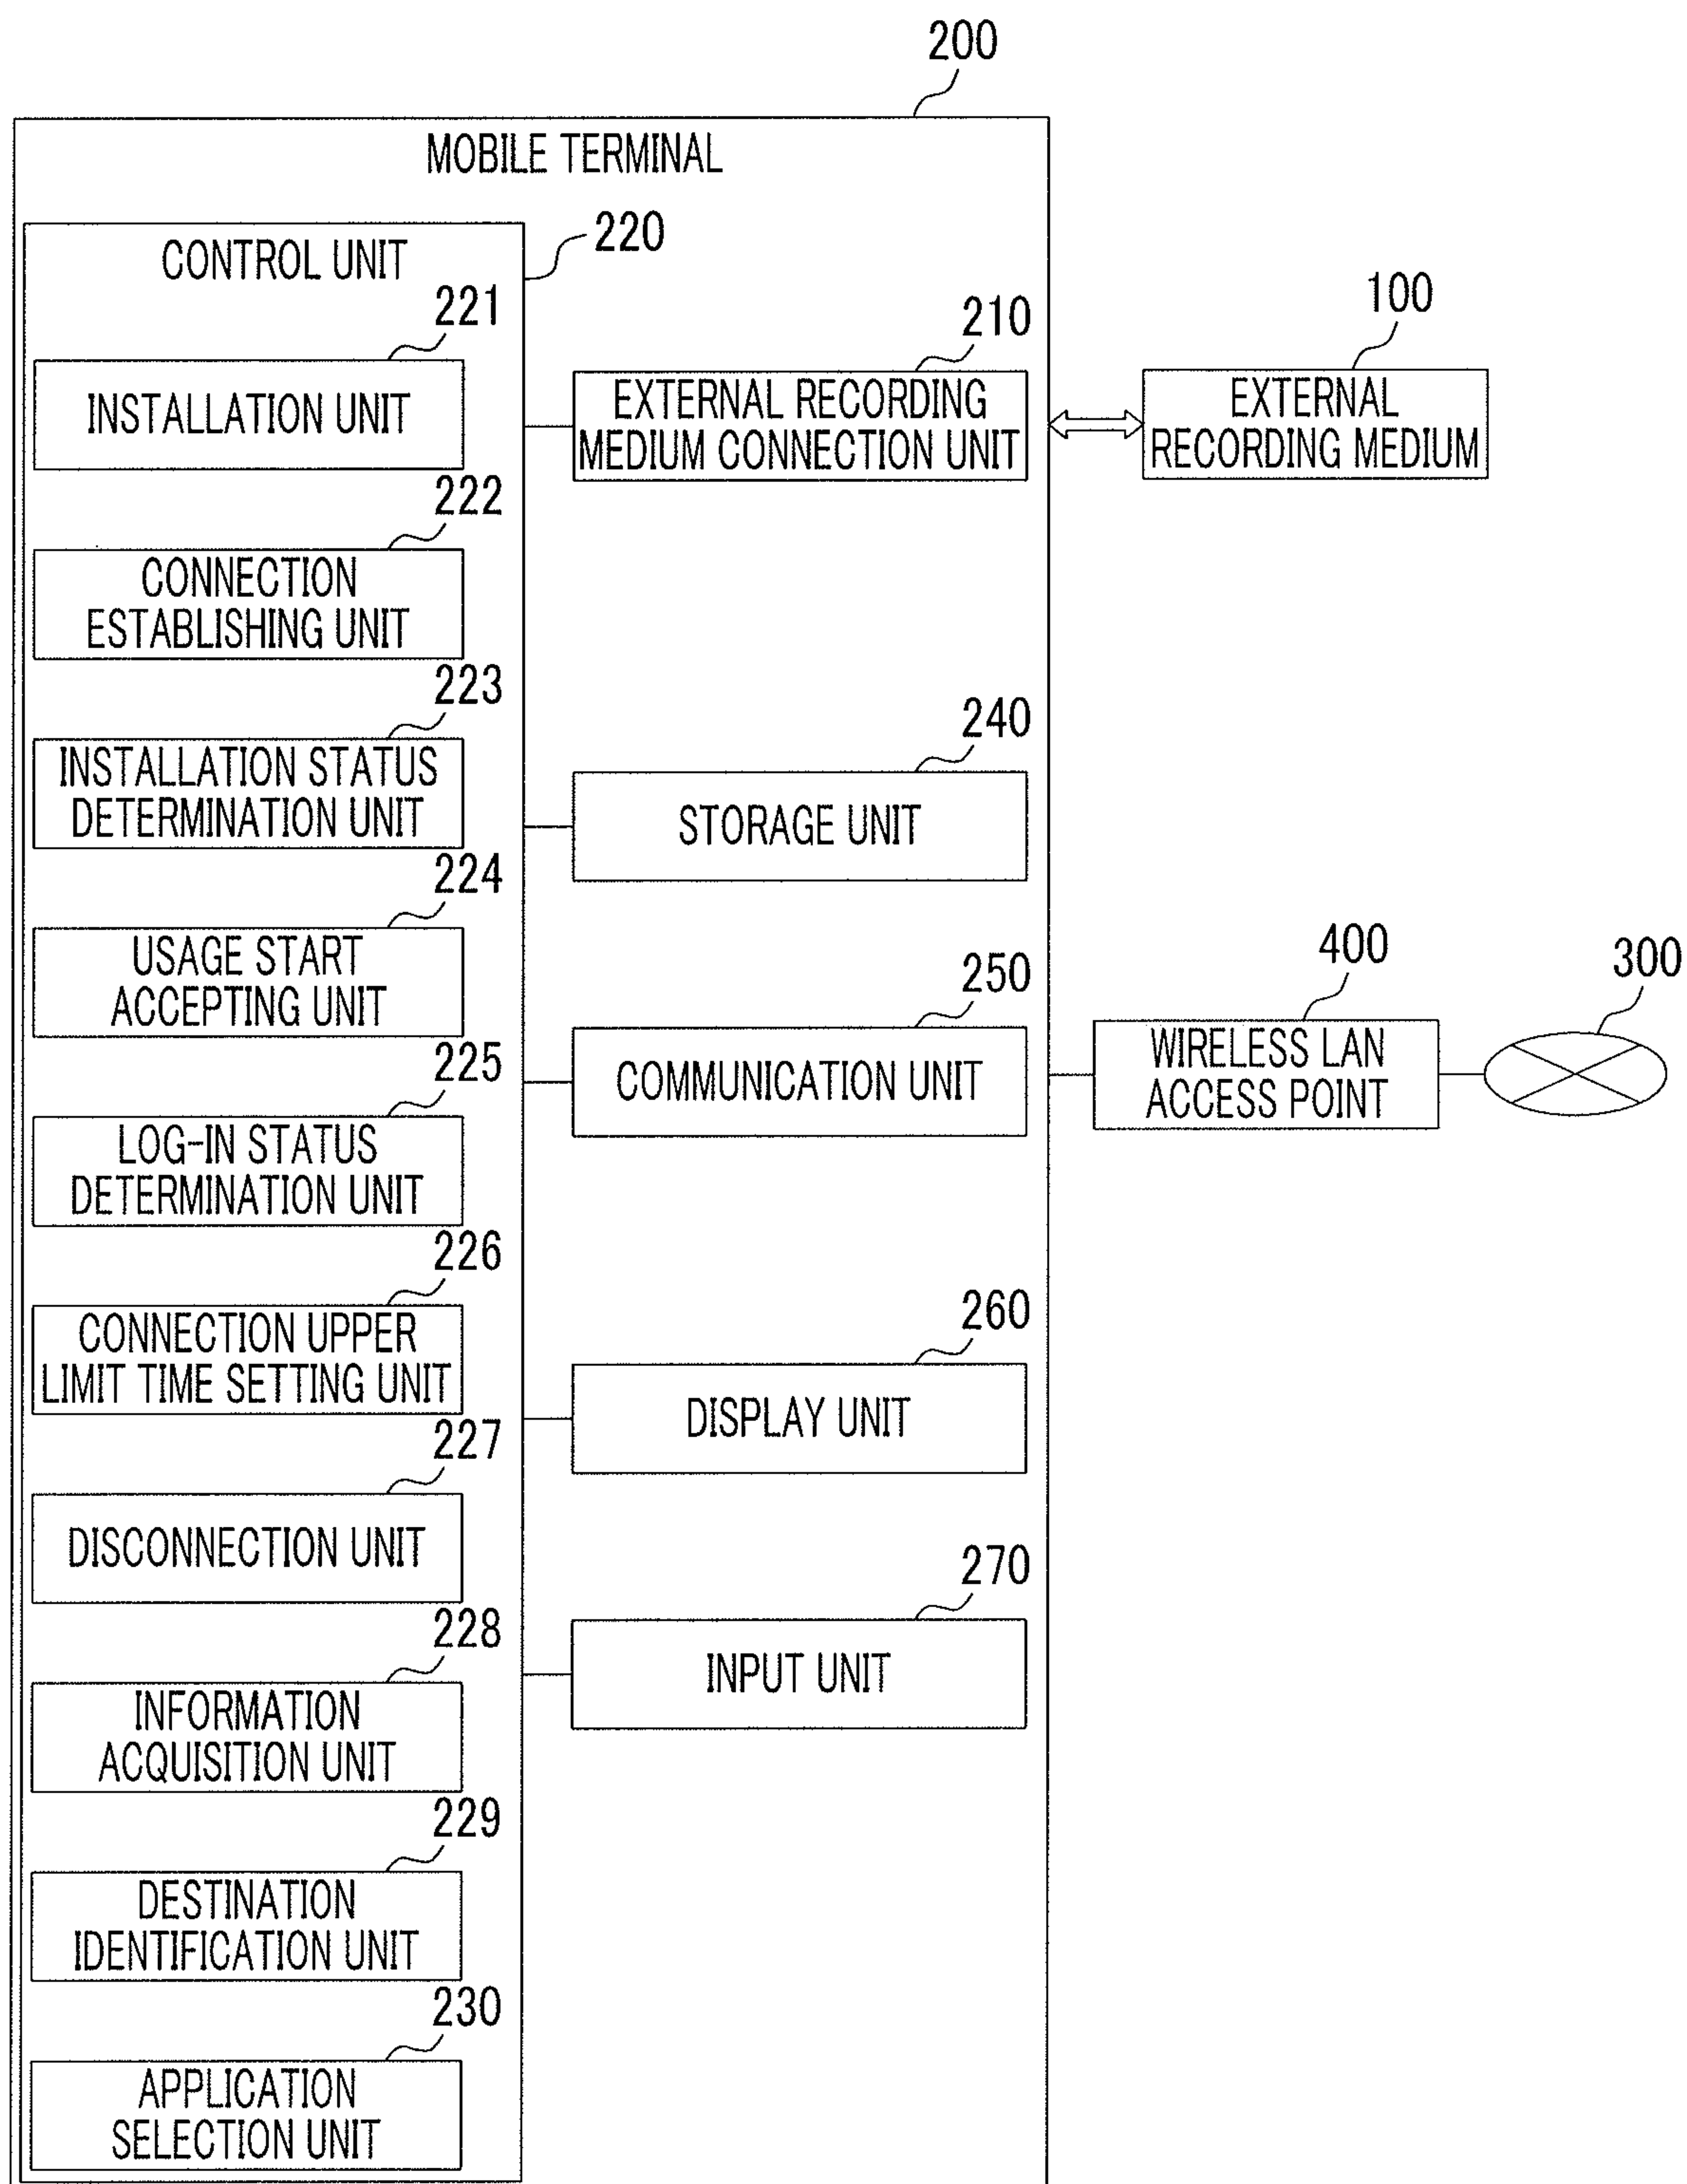 200
MOBILE TERMINAL
CONTROL UNIT
220
221
INSTALLATION UNIT
222
CONNECTION
ESTABLISHING UNIT
223
INSTALLATION STATUS
DETERMINATION UNIT
224
USAGE START
ACCEPTING UNIT
225
LOG-IN STATUS
DETERMINATION UNIT
226
CONNECTION UPPER
LIMIT TIME SETTING UNIT
227
DISCONNECTION UNIT
228
INFORMATION
ACQUISITION UNIT
229
DESTINATION
IDENTIFICATION UNIT
230
APPLICATION
SELECTION UNIT
210
EXTERNAL RECORDING
MEDIUM CONNECTION UNIT
240
STORAGE UNIT
250
COMMUNICATION UNIT
260
DISPLAY UNIT
270
INPUT UNIT
100
EXTERNAL
RECORDING MEDIUM
400
WIRELESS LAN
ACCESS POINT
300